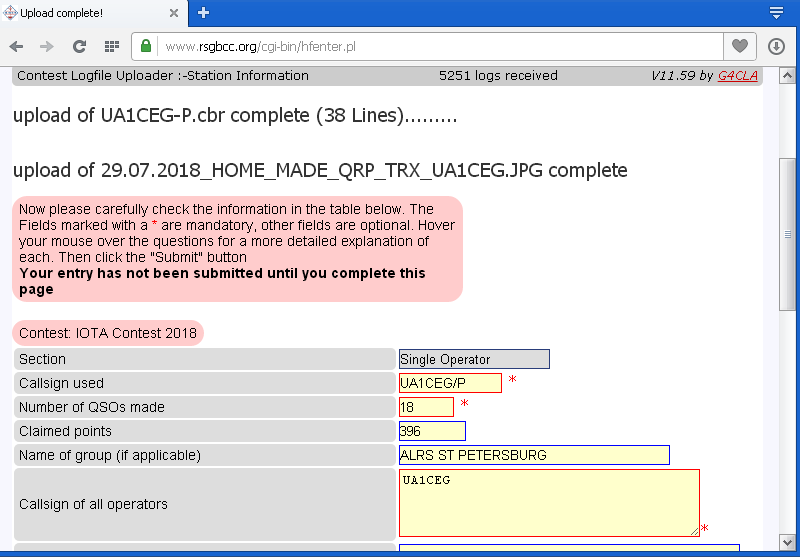 Upload complete!
www.rsgbcc.org/cgi-bin/hfenter.pl
Contest Logfile Uploader :-Station Information 5251 logs received V11.59 by G4CLA
upload of UA1CEG-P.cbr complete (38 Lines).........
upload of 29.07.2018_HOME_MADE_QRP_TRX_UA1CEG.JPG complete
Now please carefully check the information in the table below. The
Fields marked with a * are mandatory, other fields are optional. Hover
your mouse over the questions for a more detailed explanation of
each. Then click the "Submit" button
Your entry has not been submitted until you complete this
page
Contest: IOTA Contest 2018
Section Single Operator
Callsign used UA1CEG/P *
Number of QSOs made 18 *
Claimed points 396
Name of group (if applicable) ALRS ST PETERSBURG
Callsign of all operators UA1CEG *